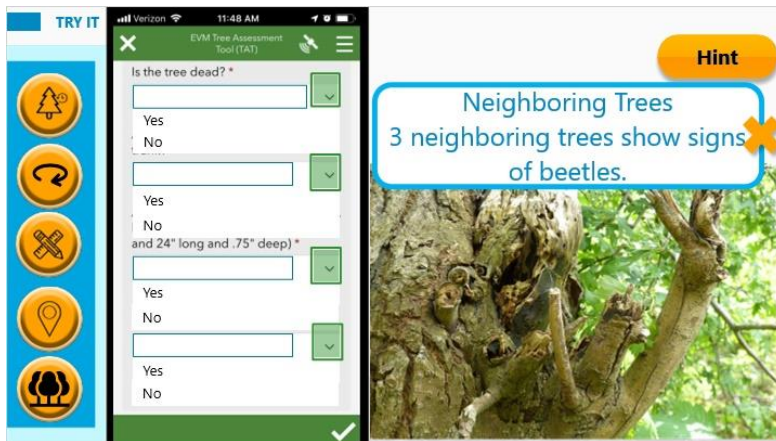 TRY IT
Verizon
11:48 AM
EVM Tree Assessment
Tool (TAT)
Is the tree dead? *
Yes
No
Yes
No
and 24" long and .75" deep) *
Yes
No
Yes
No
Hint
Neighboring Trees
3 neighboring trees show signs
of beetles.